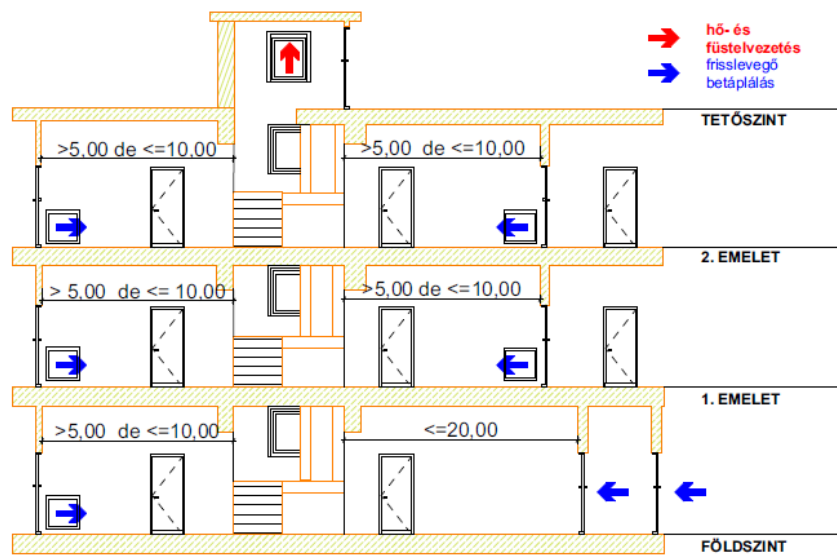 hő- és
füstelvezetés
frisslevegő
betáplálás
TETŐSZINT
>5,00 de <=10,00
>5,00 de <=10,00
2. EMELET
> 5,00 de <= 10,00
>5,00 de <=10,00
1. EMELET
>5,00 de <=10,00
<=20,00
FÖLDSZINT